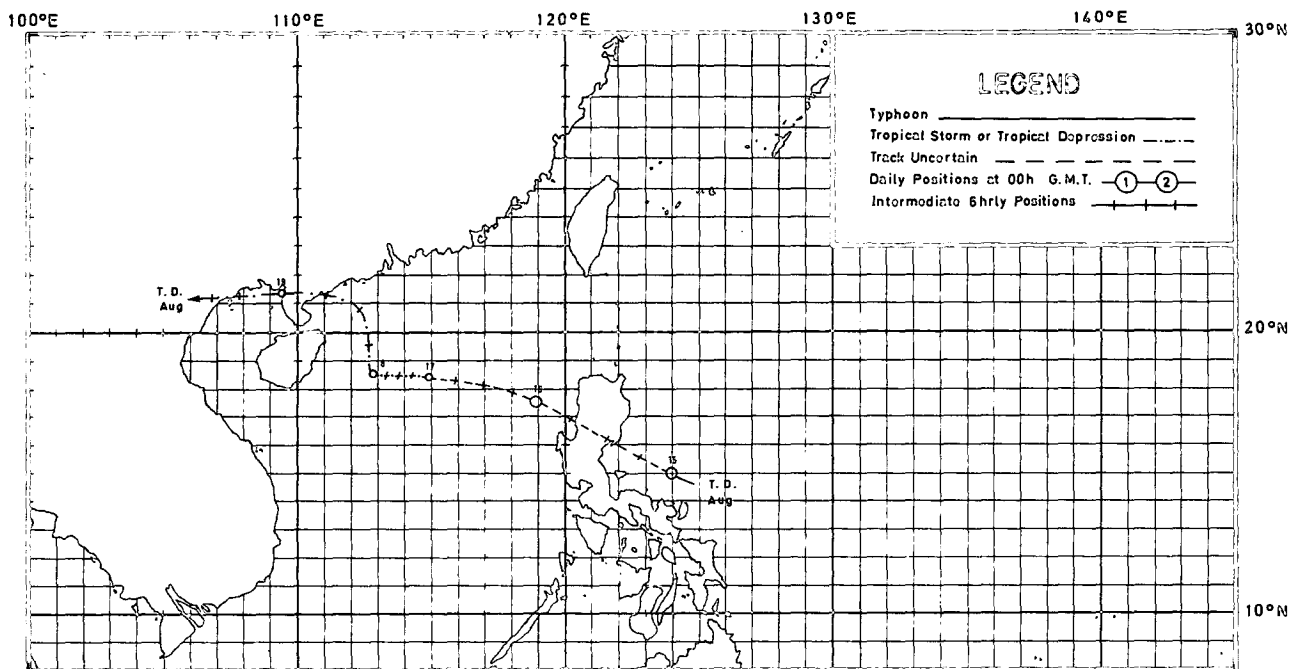 100°E 110°E 120°E 130°E 140°E
30°N
LEGEND
Typhoon
Tropical Storm or Tropical Depression
Track Uncertain
Daily Positions at 00h G.M.T. 1 2
Intermediate 6hrly Positions
T. D.
Aug
20°N
17
15
T. D.
Aug
10°N